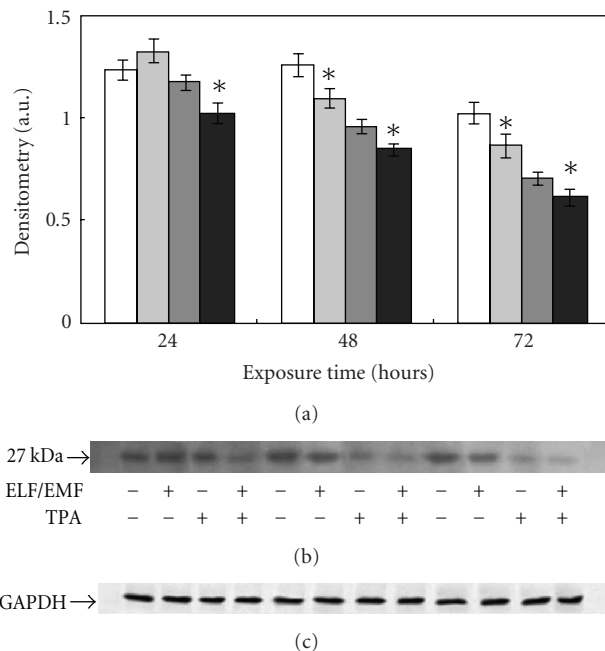 1.5
1
0.5
0
Densitometry (a.u.)
* * * * *
24 48 72
Exposure time (hours)
(a)
27 kDa→
ELF/EMF − + − + − + − + − + − +
TPA − − + + − − + + − − + +
(b)
GAPDH→
(c)